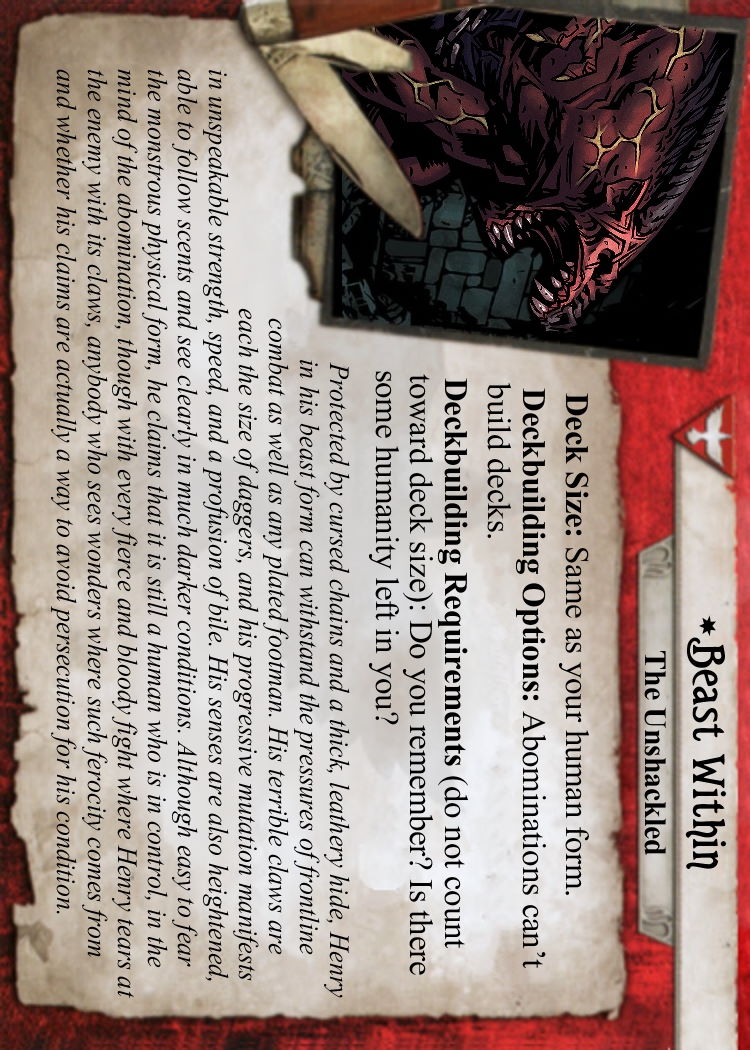 Beast Within
The Unshackled
Deck Size: Same as your human form.
Deckbuilding Options: Abominations can't
build decks.
Deckbuilding Requirements (do not count
toward deck size): Do you remember? Is there
some humanity left in you?
Protected by cursed chains and a thick, leathery hide, Henry
in his beast form can withstand the pressures of frontline
combat as well as any plated footman. His terrible claws are
each the size of daggers, and his progressive mutation manifests
in unspeakable strength, speed, and a profusion of bile. His senses are also heightened,
able to follow scents and see clearly in much darker conditions. Although easy to fear
the monstrous physical form, he claims that it is still a human who is in control, in the
mind of the abomination, though with every fierce and bloody fight where Henry tears at
the enemy with its claws, anybody who sees wonders where such ferocity comes from
and whether his claims are actually a way to avoid persecution for his condition.